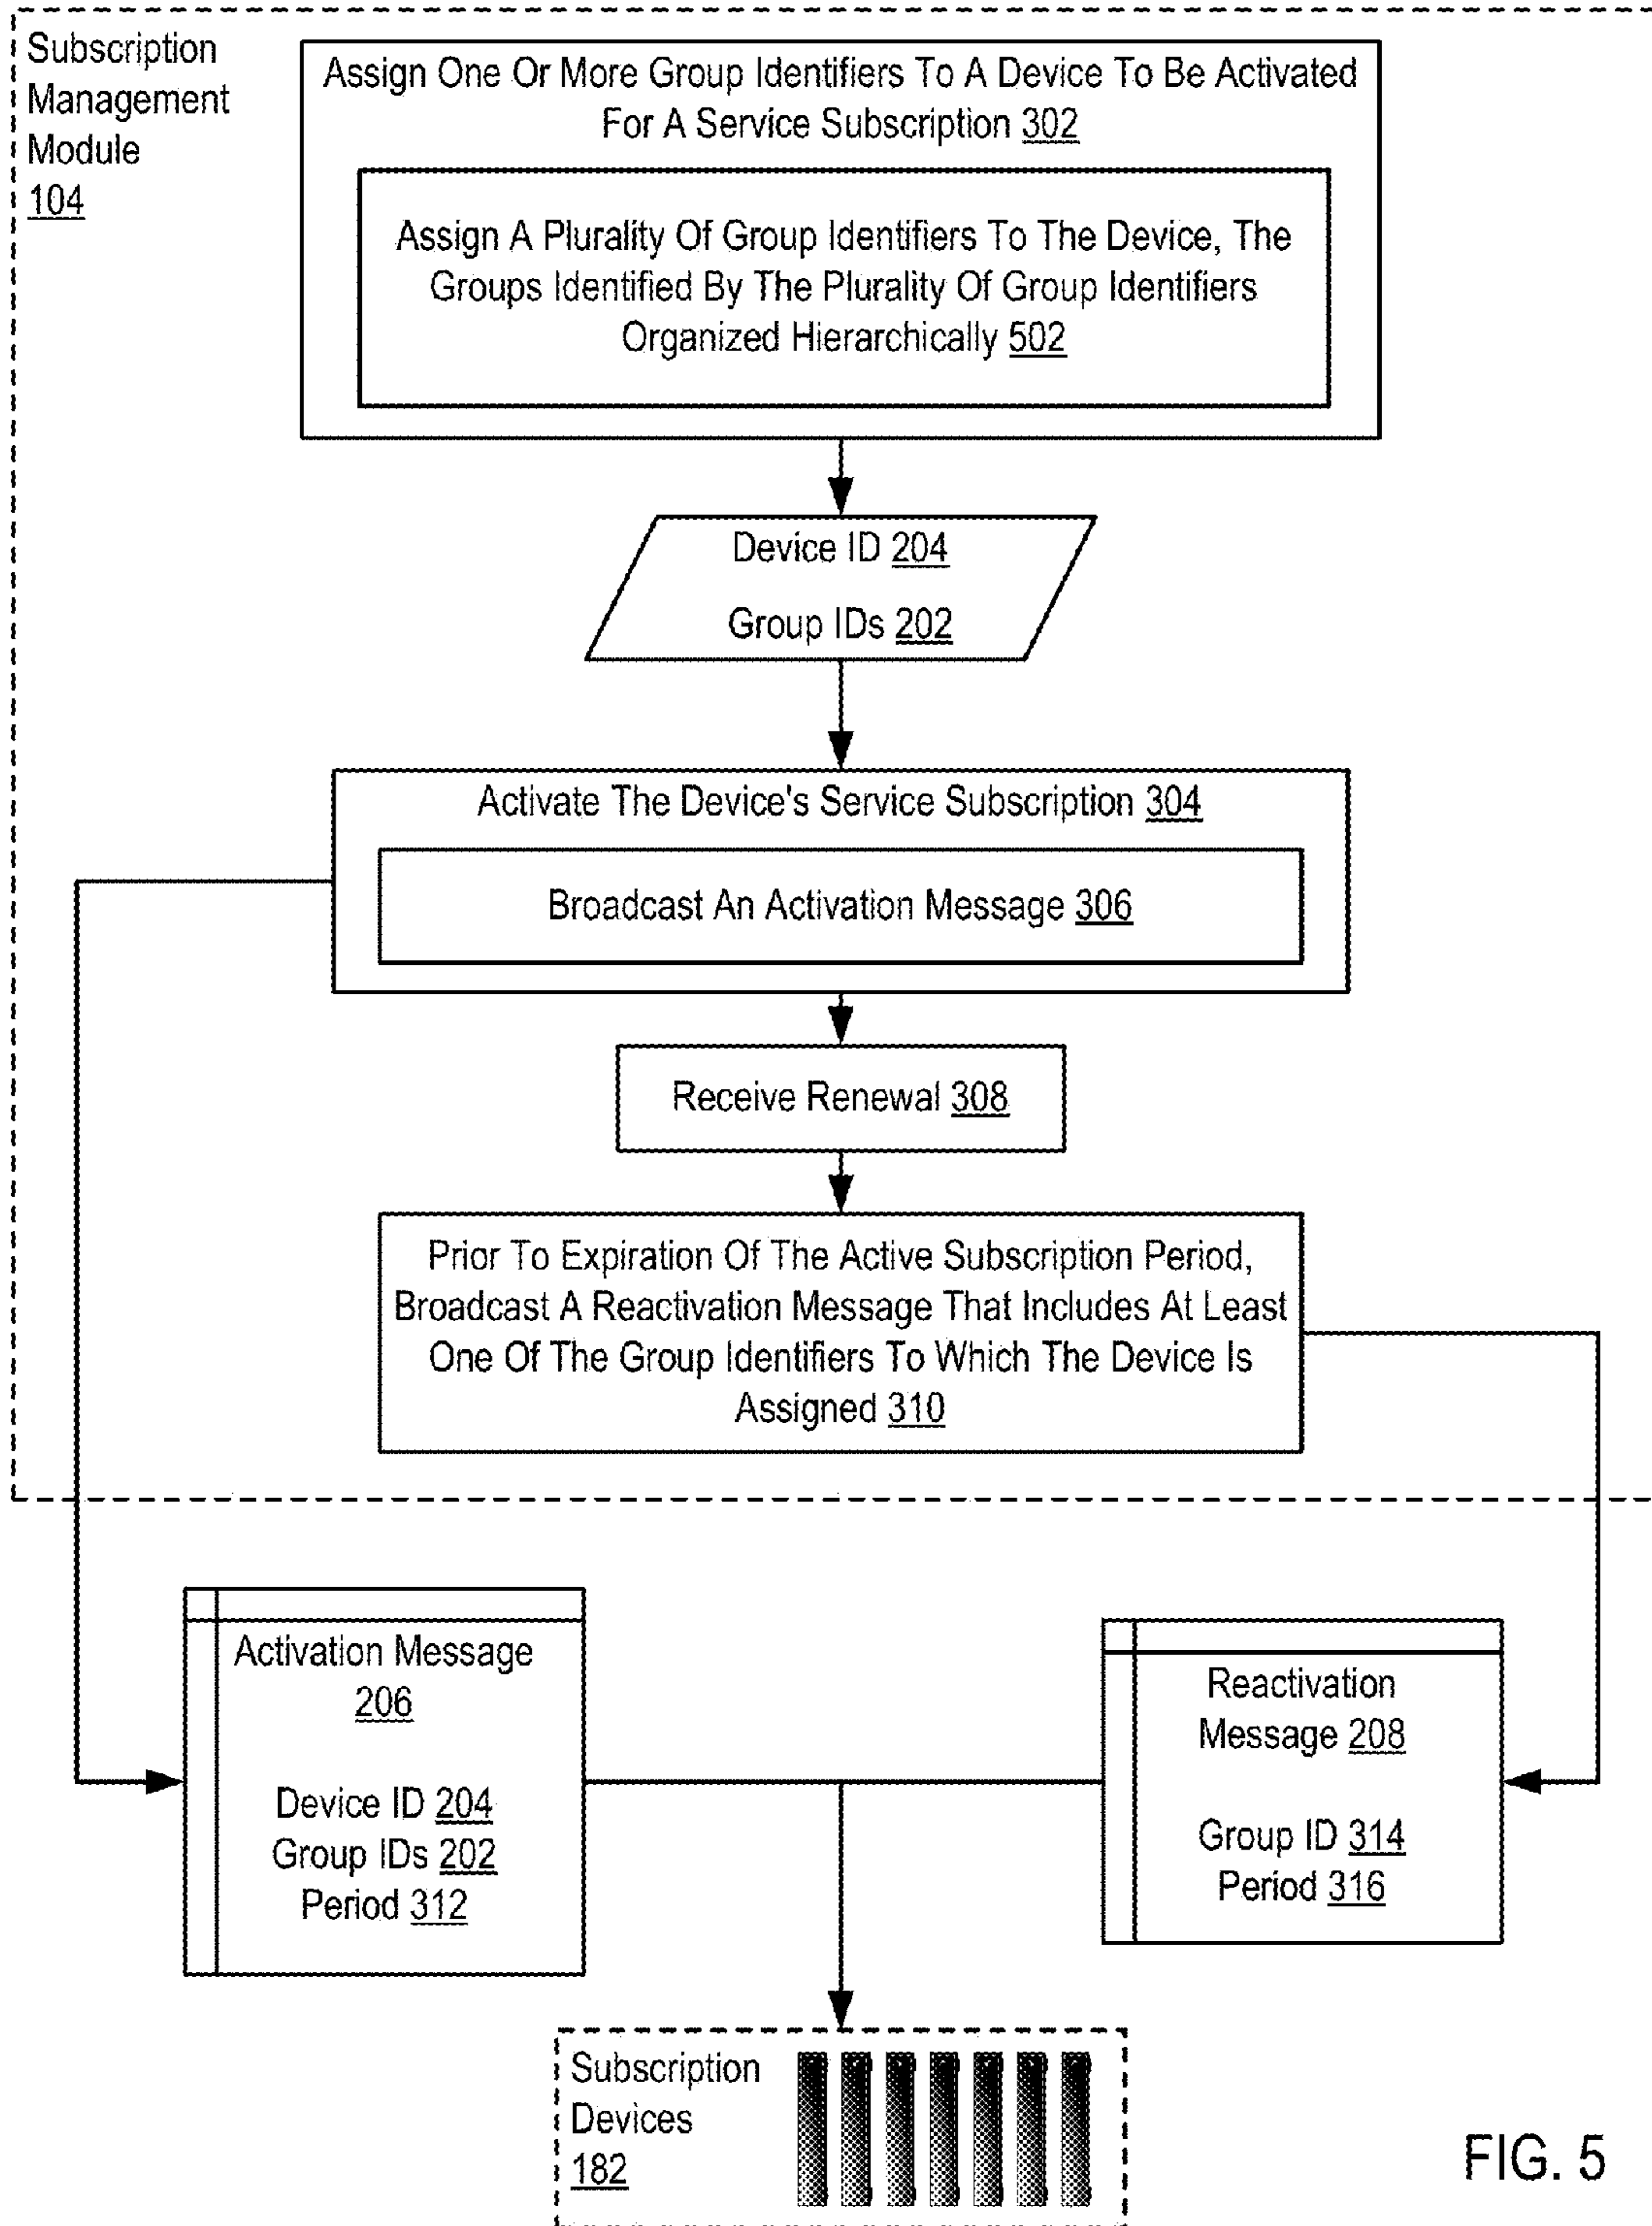 Subscription
Management
Module
104
Assign One Or More Group Identifiers To A Device To Be Activated
For A Service Subscription 302
Assign A Plurality Of Group Identifiers To The Device, The
Groups Identified By The Plurality Of Group Identifiers
Organized Hierarchically 502
Device ID 204
Group IDs 202
Activate The Device's Service Subscription 304
Broadcast An Activation Message 306
Receive Renewal 308
Prior To Expiration Of The Active Subscription Period,
Broadcast A Reactivation Message That Includes At Least
One Of The Group Identifiers To Which The Device Is
Assigned 310
Activation Message
206
Device ID 204
Group IDs 202
Period 312
Reactivation
Message 208
Group ID 314
Period 316
Subscription
Devices
182
FIG. 5